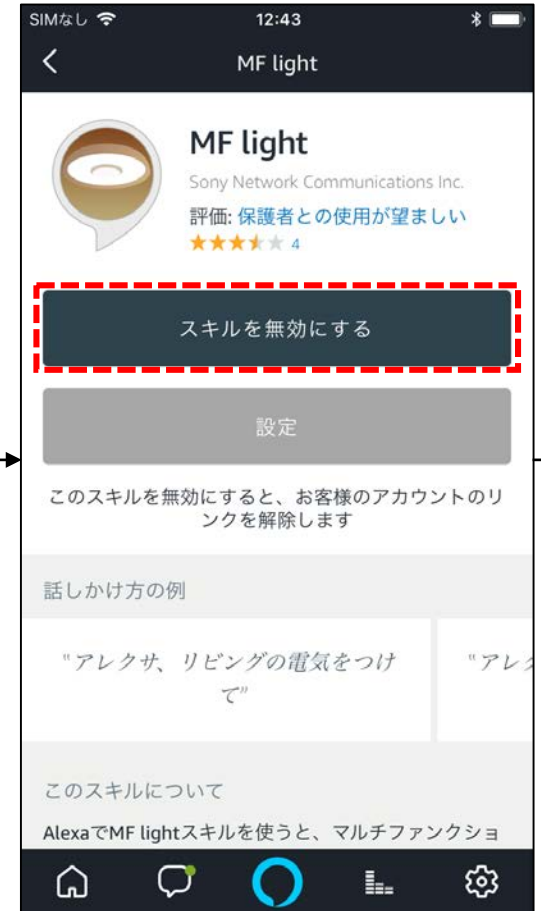 SIMなし 12:43
MF light
MF light
Sony Network Communications Inc.
評価: 保護者との使用が望ましい
4
スキルを無効にする
設定
このスキルを無効にすると、お客様のアカウントのリ
ンクを解除します
話しかけ方の例
"アレクサ、リビングの電気をつけ
て"
"アレク
このスキルについて
AlexaでMF lightスキルを使うと、マルチファンクショ